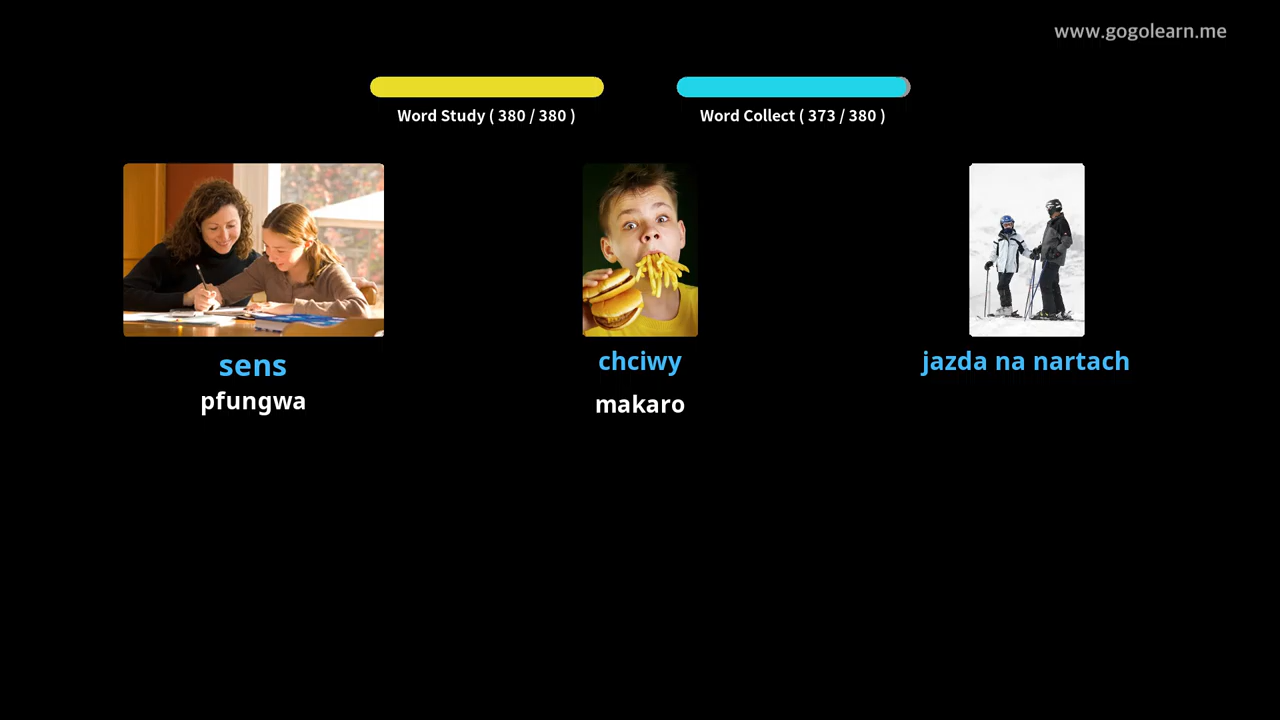 www.gogolearn.me
Word Study ( 380 / 380 )
Word Collect ( 373 / 380 )
sens
pfungwa
chciwy
makaro
jazda na nartach